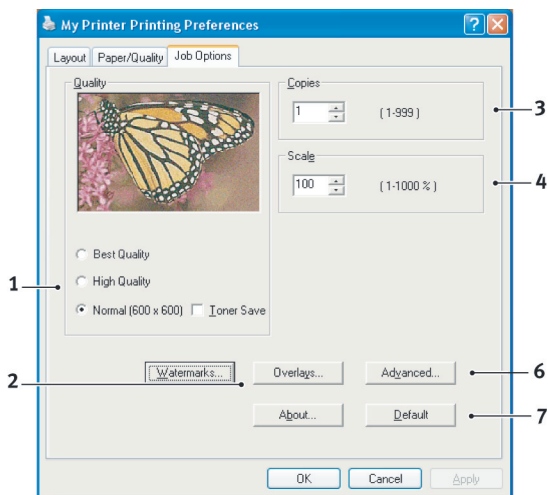 My Printer Printing Preferences
Layout Paper/Quality Job Options
Quality
Copies
1 (1-999)
3
Scale
100 (1-1000 %)
4
Best Quality
High Quality
1
Normal (600 x 600) Toner Save
Watermarks... Overlays... Advanced...
6
2
About... Default
7
OK Cancel Apply